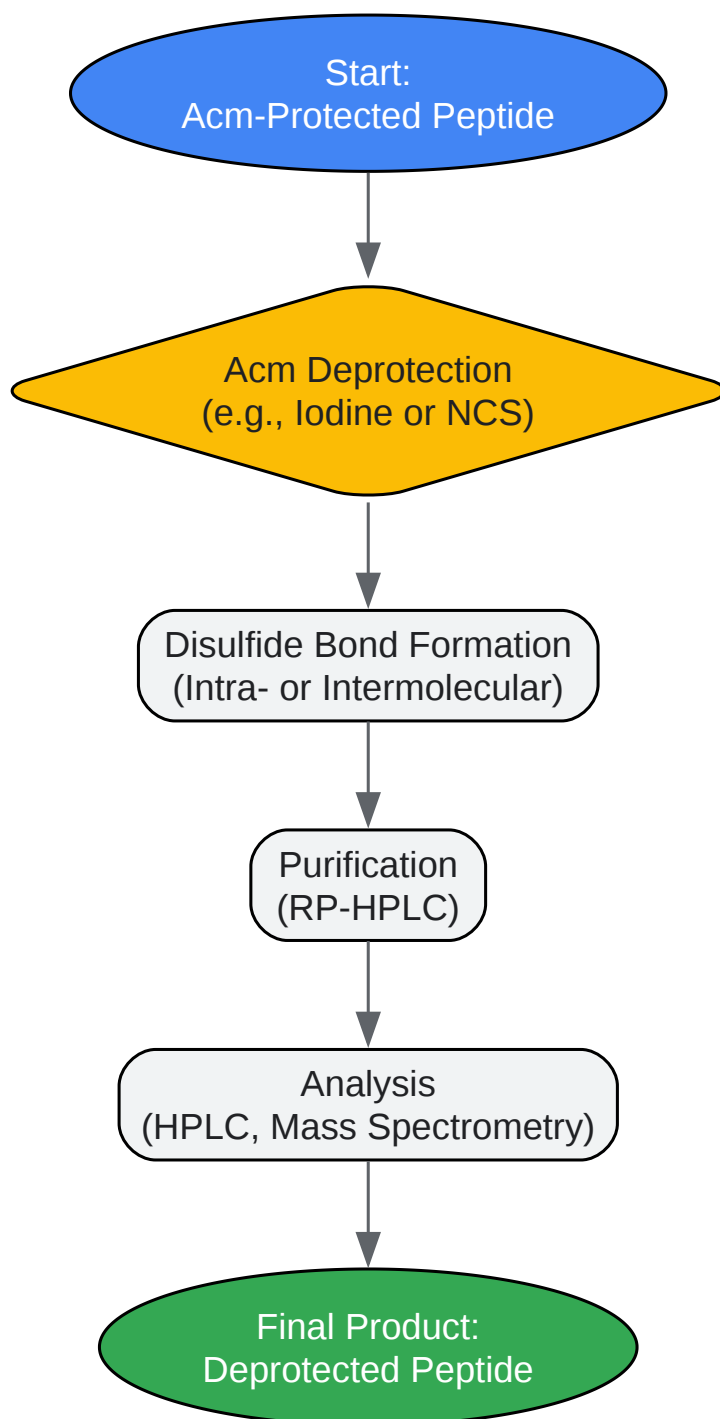 Start:
Acm-Protected Peptide
Acm Deprotection
(e.g., Iodine or NCS)
Disulfide Bond Formation
(Intra- or Intermolecular)
Purification
(RP-HPLC)
Analysis
(HPLC, Mass Spectrometry)
Final Product:
Deprotected Peptide